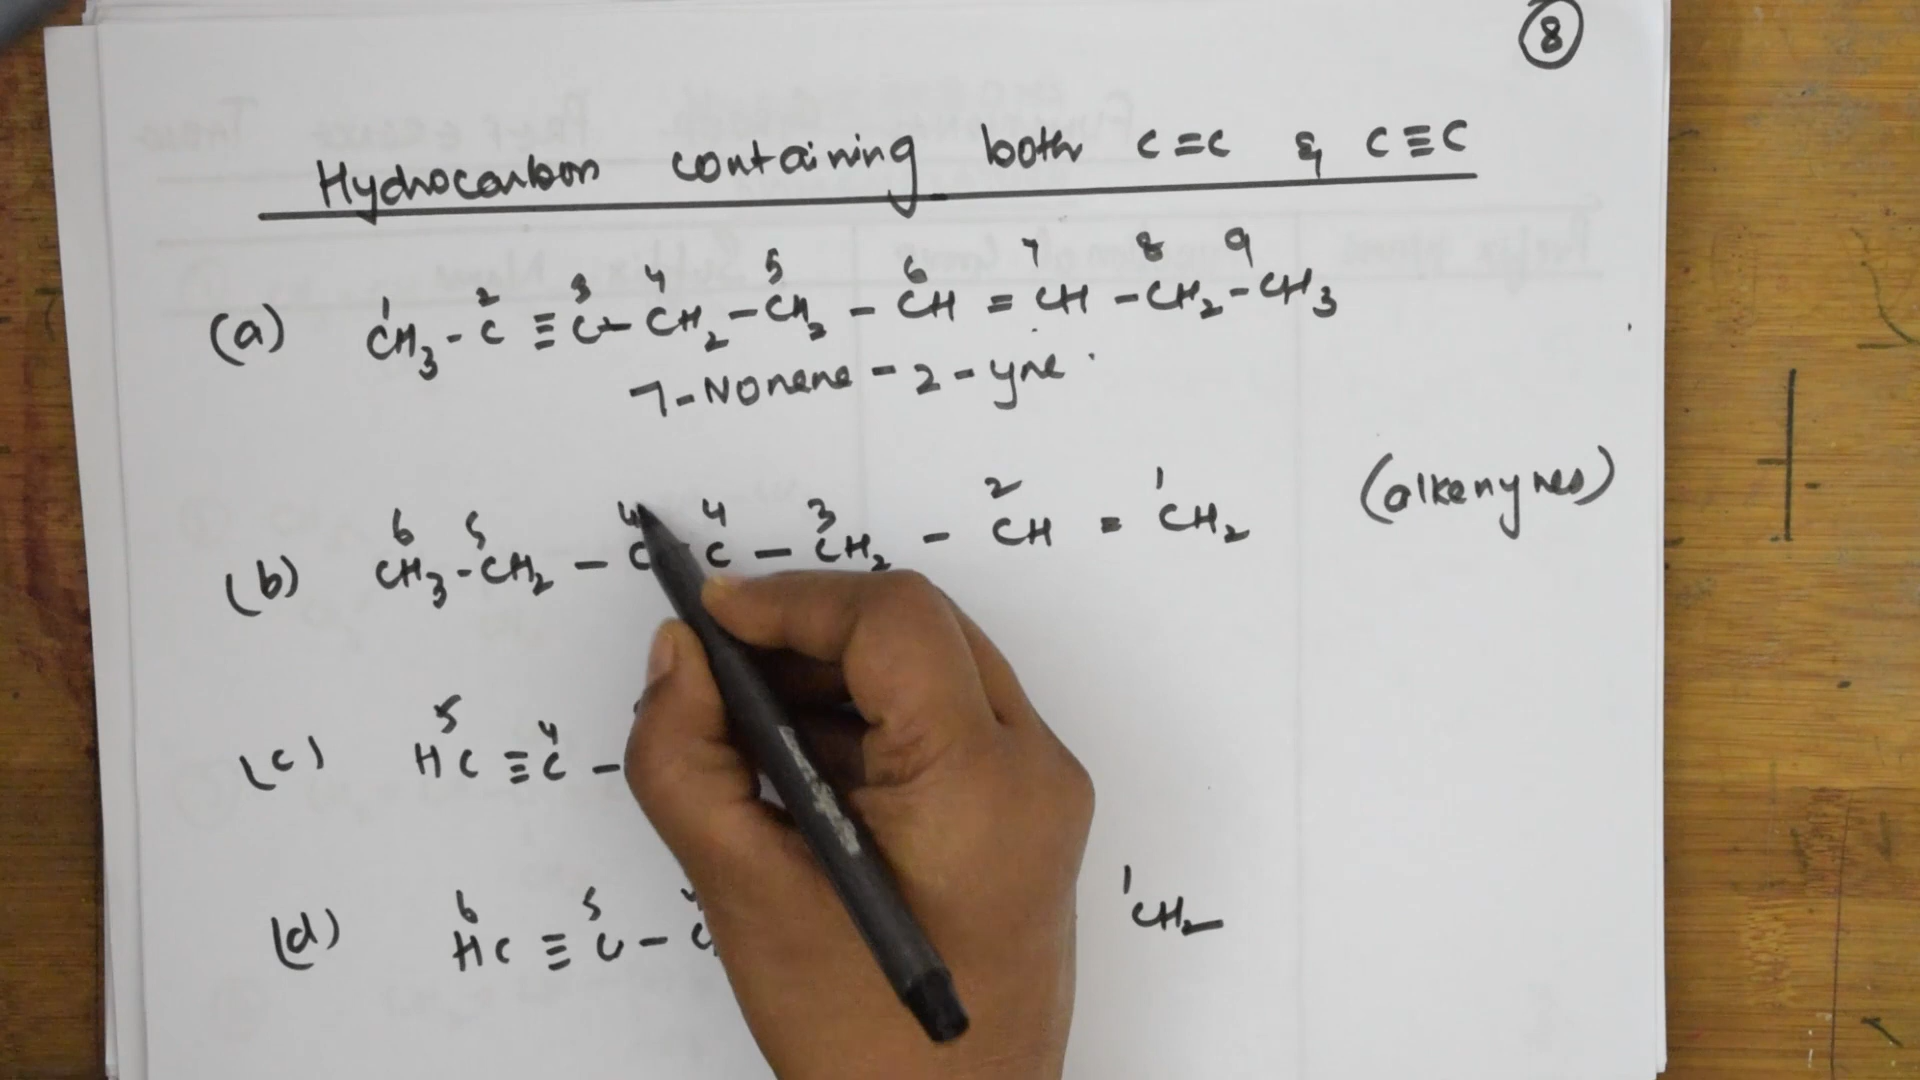 8
Hydrocarbon containing both C=C & C≡C
1 2 3 4 5 6 7 8 9
(a) CH3-C≡C-CH2-CH2-CH=CH-CH2-CH3
7-Nonene-2-yne.
(alkenynes)
6 5 4 4 3 2 1
(b) CH3-CH2-C C-CH2-CH=CH2
5 4
(c) HC≡C-
6 5 1
(d) HC≡C-C CH2